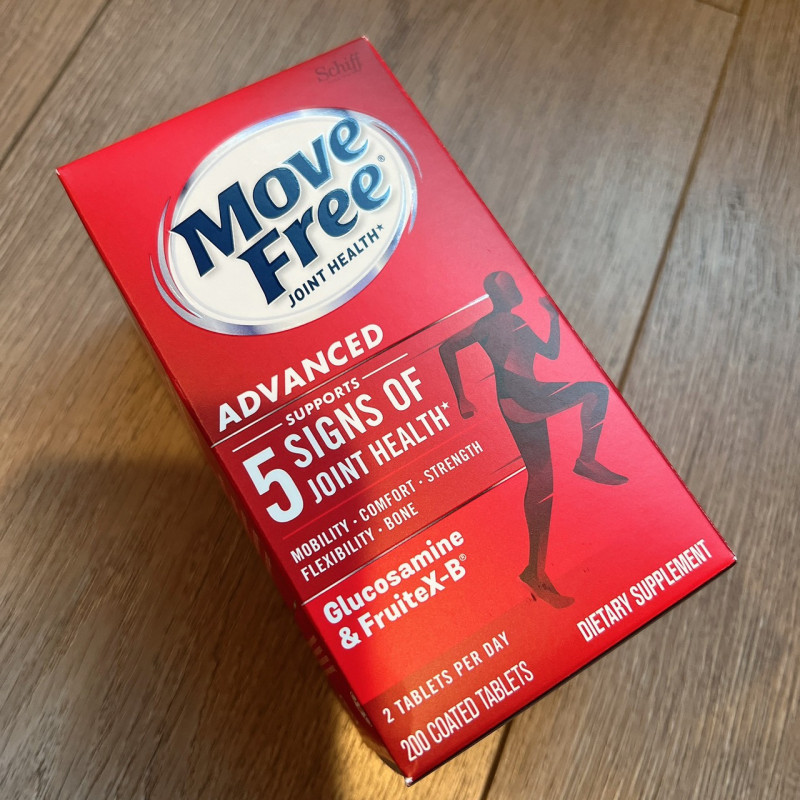 Schiff
Move
Free®
JOINT HEALTH*
ADVANCED
SUPPORTS
5 SIGNS OF
JOINT HEALTH*
MOBILITY · COMFORT · STRENGTH
FLEXIBILITY · BONE
Glucosamine
& FruiteX-B®
2 TABLETS PER DAY
200 COATED TABLETS
DIETARY SUPPLEMENT